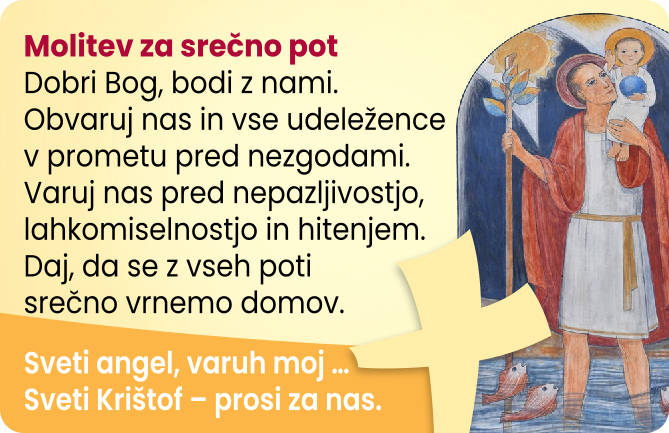 Molitev za srečno pot
Dobri Bog, bodi z nami.
Obvaruj nas in vse udeležence
v prometu pred nezgodami.
Varuj nas pred nepazljivostjo,
lahkomiselnostjo in hitenjem.
Daj, da se z vseh poti
srečno vrnemo domov.
Sveti angel, varuh moj ...
Sveti Krištof – prosi za nas.